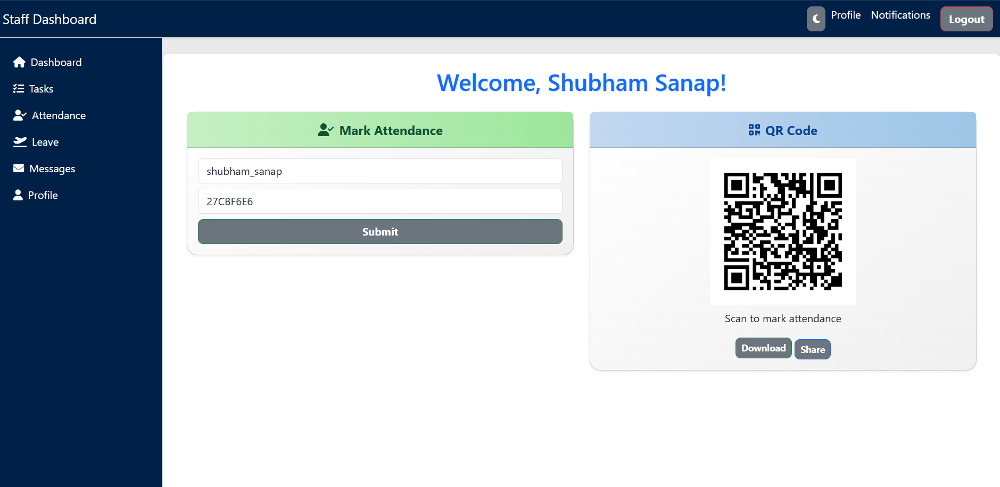 Staff Dashboard
Profile
Notifications
Logout
Dashboard
Tasks
Attendance
Leave
Messages
Profile
Welcome, Shubham Sanap!
Mark Attendance
shubham_sanap
27CBF6E6
Submit
QR Code
Scan to mark attendance
Download
Share